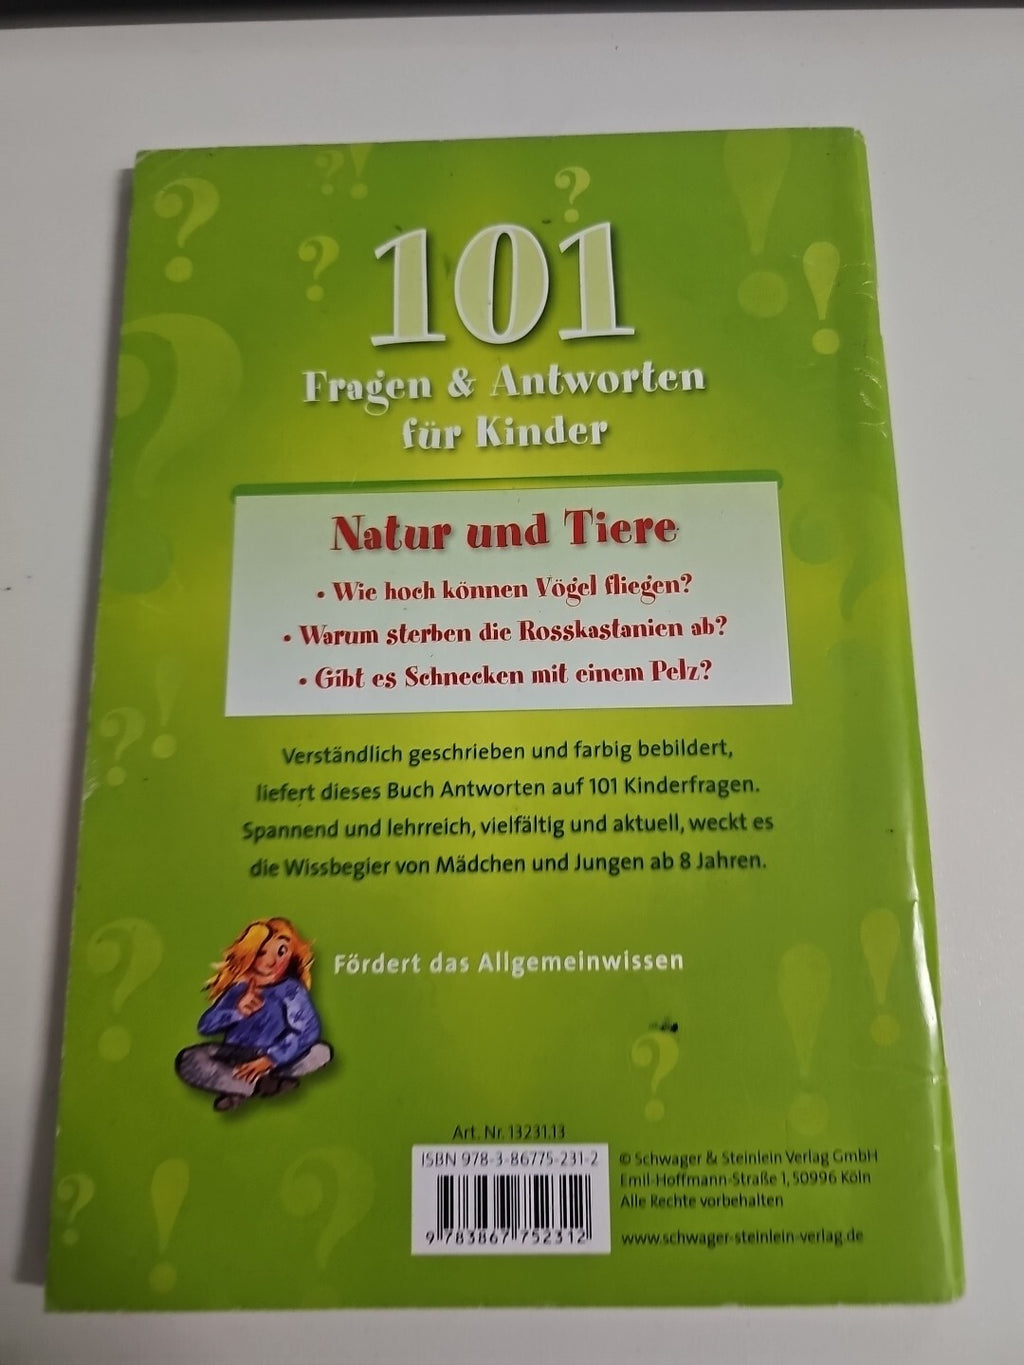 101
Fragen & Antworten
für Kinder
Natur und Tiere
• Wie hoch können Vögel fliegen?
• Warum sterben die Rosskastanien ab?
• Gibt es Schnecken mit einem Pelz?
Verständlich geschrieben und farbig bebildert,
liefert dieses Buch Antworten auf 101 Kinderfragen.
Spannend und lehrreich, vielfältig und aktuell, weckt es
die Wissbegier von Mädchen und Jungen ab 8 Jahren.
Fördert das Allgemeinwissen
Art. Nr. 13231.13
ISBN 978-3-86775-231-2
9 783867 752312
© Schwager & Steinlein Verlag GmbH
Emil-Hoffmann-Straße 1, 50996 Köln
Alle Rechte vorbehalten
www.schwager-steinlein-verlag.de